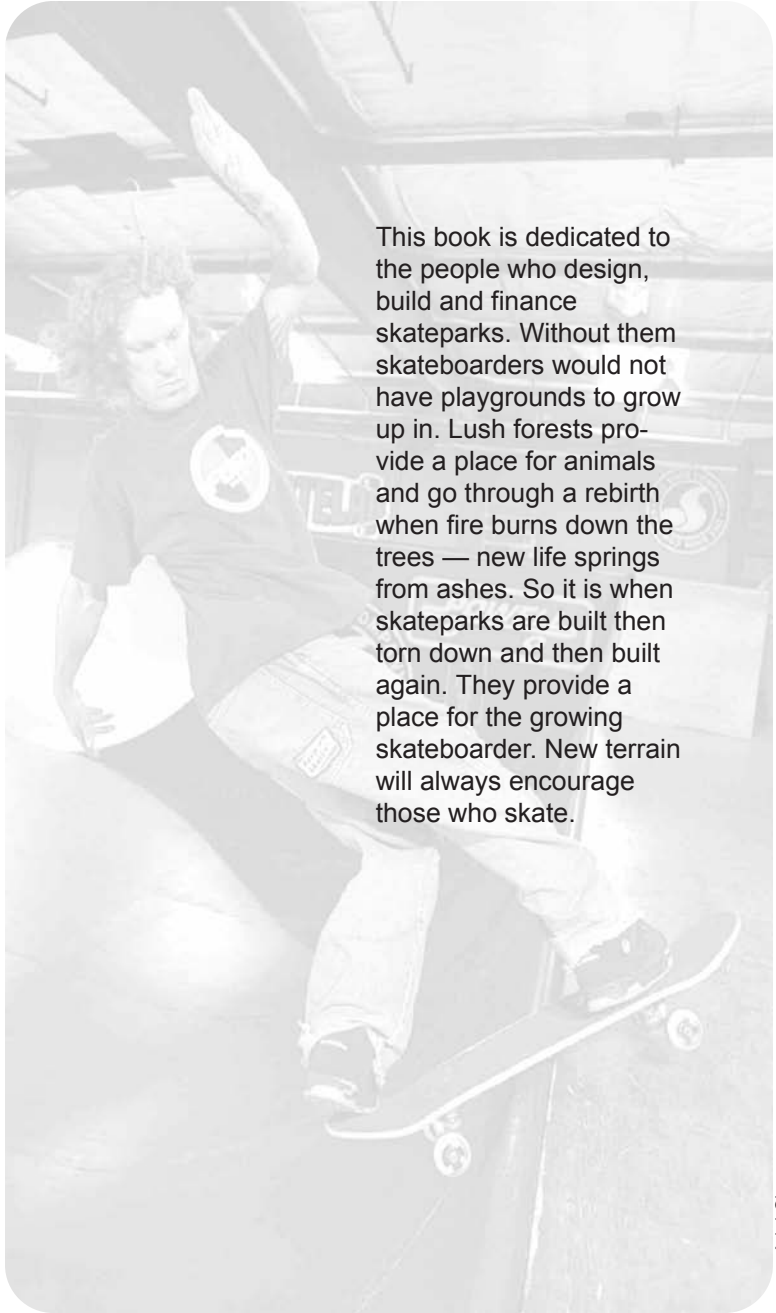 This book is dedicated to
the people who design,
build and finance
skateparks. Without them
skateboarders would not
have playgrounds to grow
up in. Lush forests pro-
vide a place for animals
and go through a rebirth
when fire burns down the
trees — new life springs
from ashes. So it is when
skateparks are built then
torn down and then built
again. They provide a
place for the growing
skateboarder. New terrain
will always encourage
those who skate.